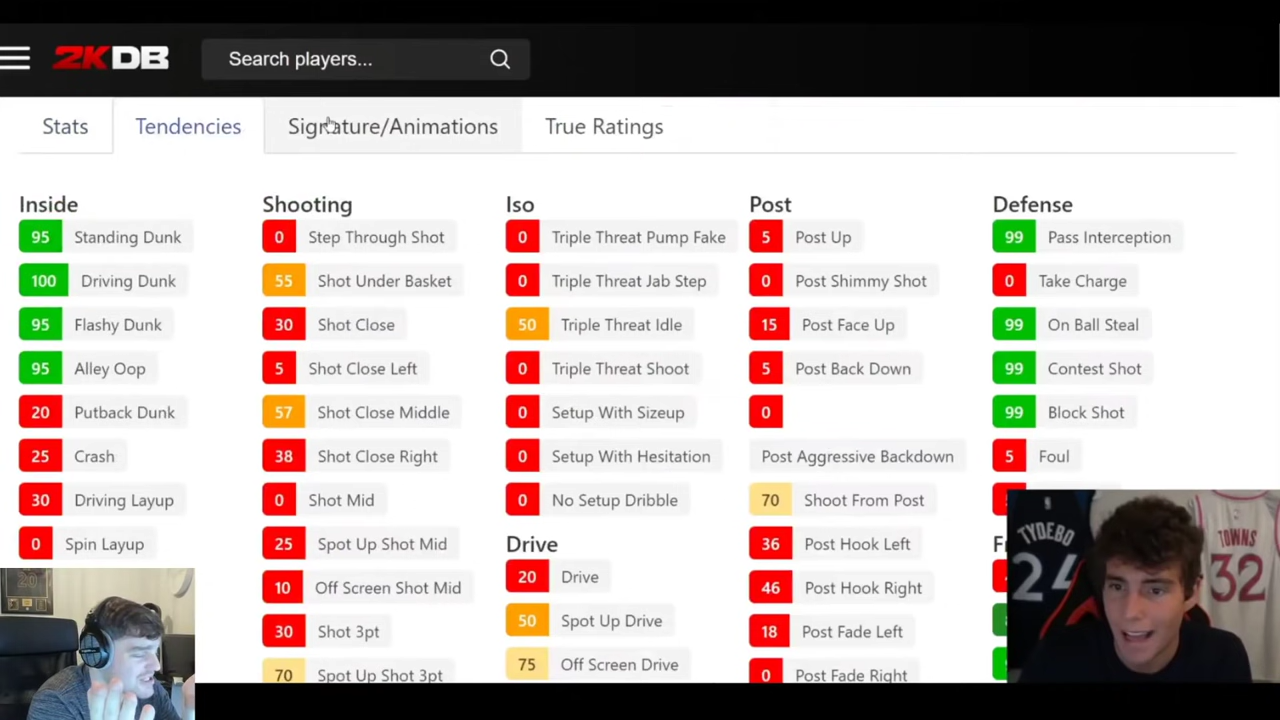 2KDB
Search players...
Stats
Tendencies
Signature/Animations
True Ratings
Inside
95 Standing Dunk
100 Driving Dunk
95 Flashy Dunk
95 Alley Oop
20 Putback Dunk
25 Crash
30 Driving Layup
0 Spin Layup
Shooting
0 Step Through Shot
55 Shot Under Basket
30 Shot Close
5 Shot Close Left
57 Shot Close Middle
38 Shot Close Right
0 Shot Mid
25 Spot Up Shot Mid
10 Off Screen Shot Mid
30 Shot 3pt
70 Spot Up Shot 3pt
Iso
0 Triple Threat Pump Fake
0 Triple Threat Jab Step
50 Triple Threat Idle
0 Triple Threat Shoot
0 Setup With Sizeup
0 Setup With Hesitation
0 No Setup Dribble
Drive
20 Drive
50 Spot Up Drive
75 Off Screen Drive
Post
5 Post Up
0 Post Shimmy Shot
15 Post Face Up
5 Post Back Down
0
Post Aggressive Backdown
70 Shoot From Post
36 Post Hook Left
46 Post Hook Right
18 Post Fade Left
0 Post Fade Right
Defense
99 Pass Interception
0 Take Charge
99 On Ball Steal
99 Contest Shot
99 Block Shot
5 Foul
TYDEBO
24
TOWNS
32